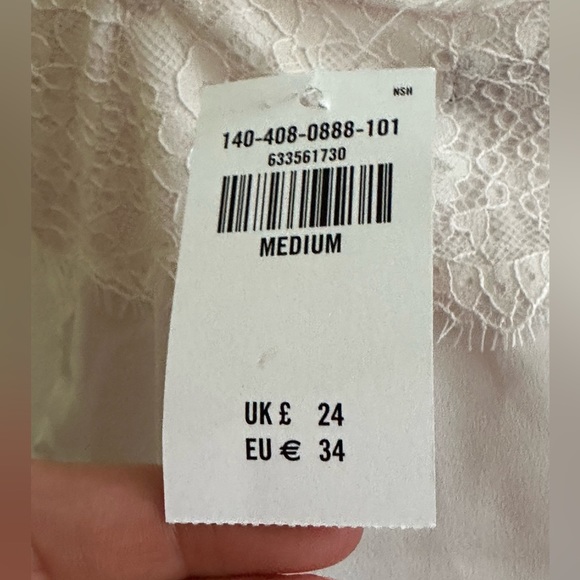 NSH
140-408-0888-101
633561730
MEDIUM
UK £ 24
EU € 34